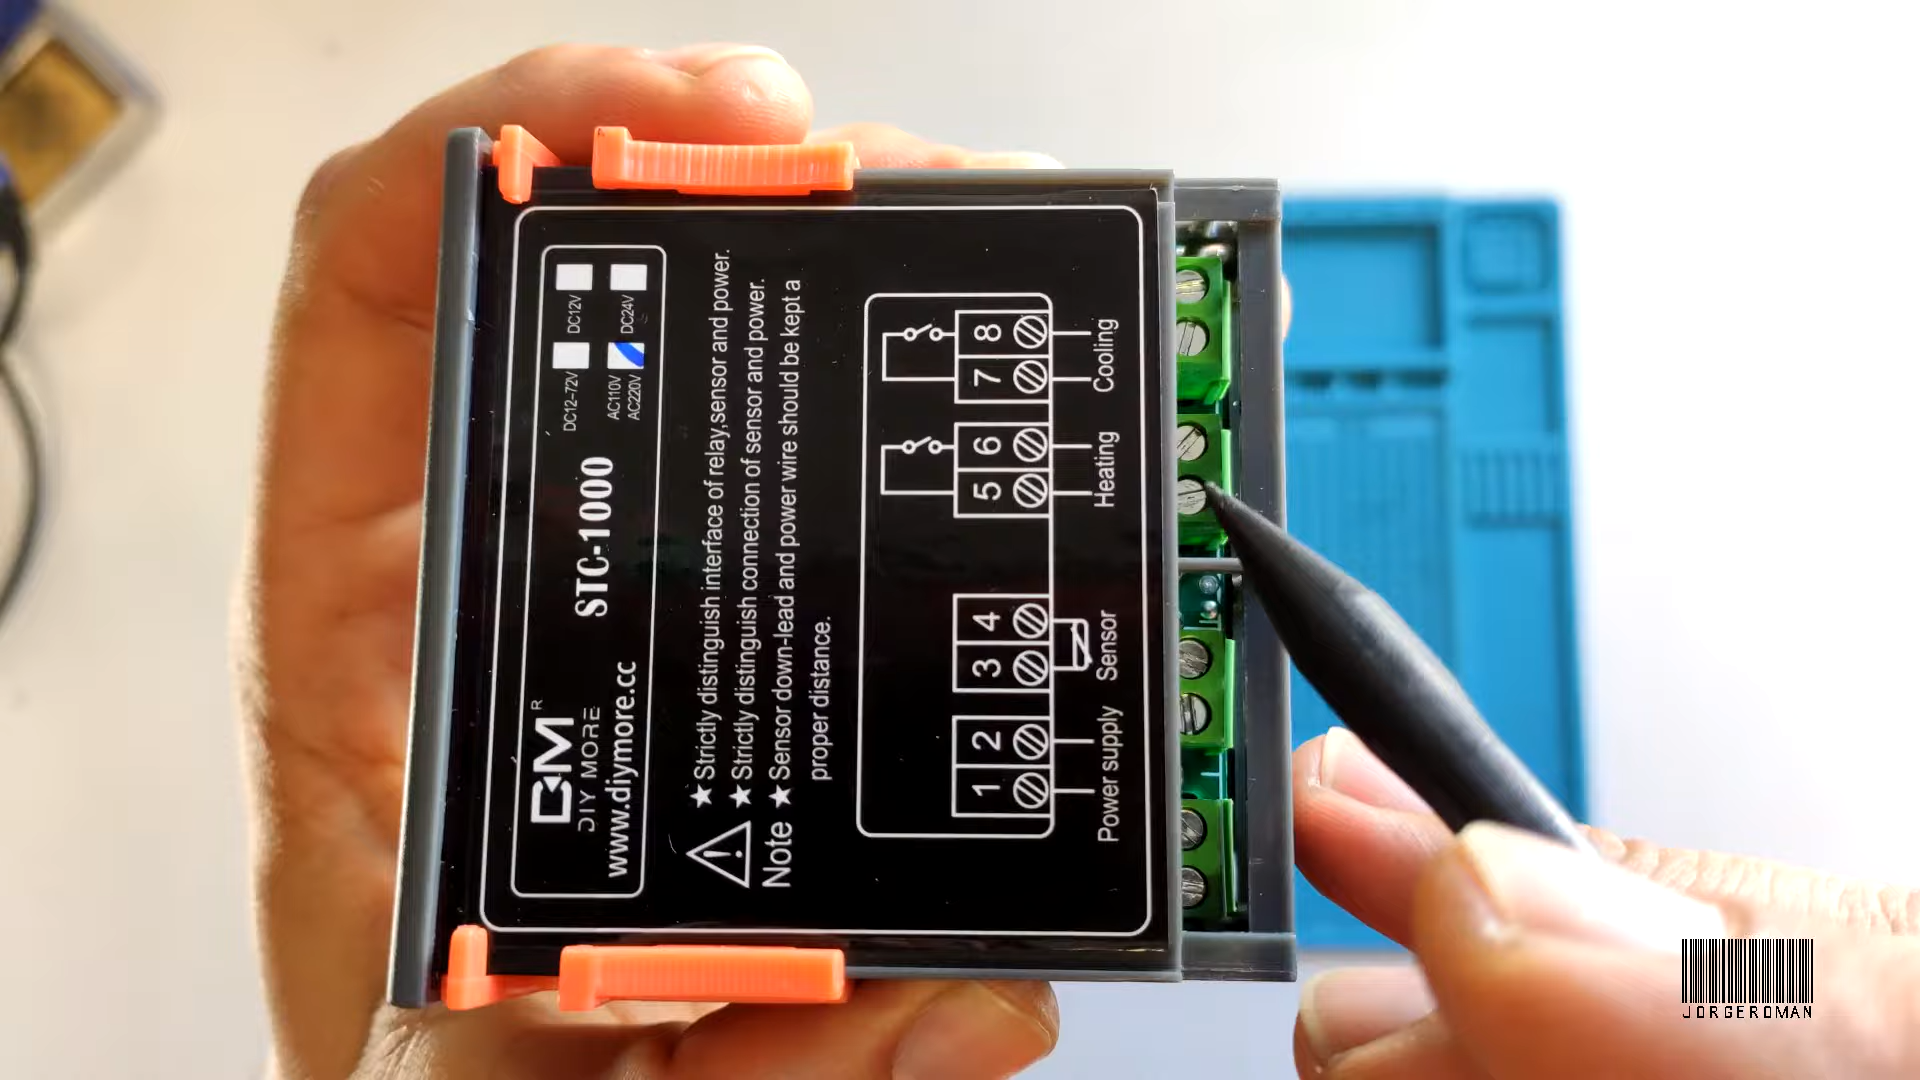 DM R
DIY MORE
www.diymore.cc
STC-1000
DC12-72V
DC12V
AC110V
AC220V
DC24V
! Note
★ Strictly distinguish interface of relay,sensor and power.
★ Strictly distinguish connection of sensor and power.
★ Sensor down-lead and power wire should be kept a
proper distance.
1 2 3 4 5 6 7 8
Power supply Sensor Heating Cooling
JORGEROMAN